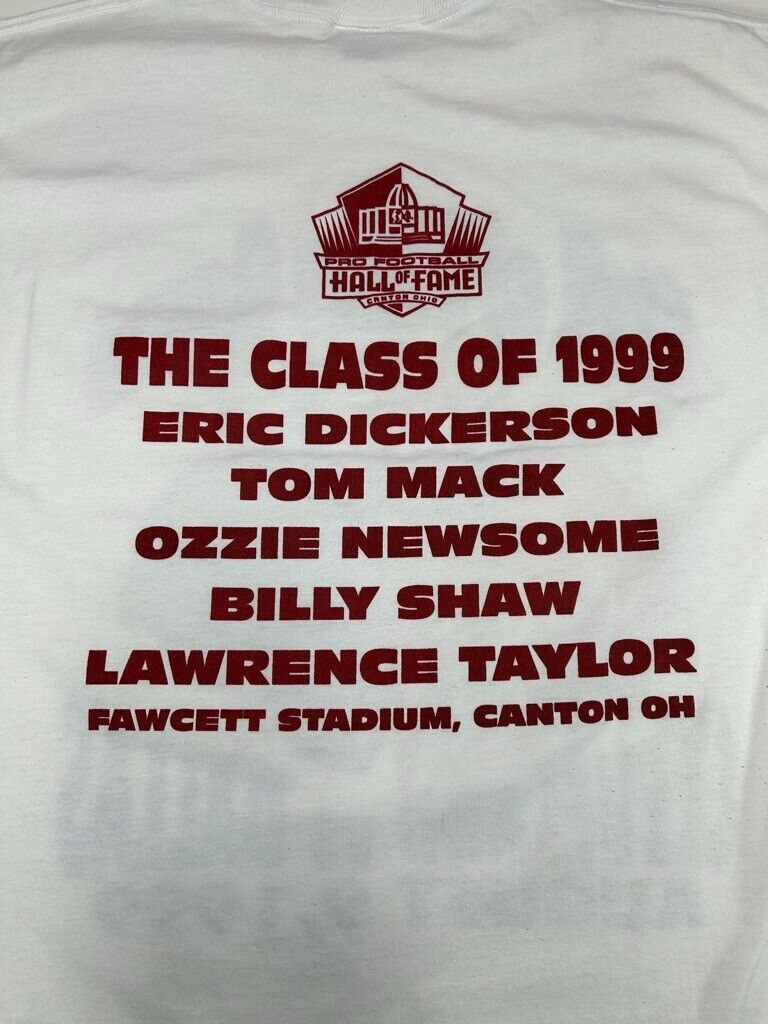 PRO FOOTBALL
HALL OF FAME
CANTON OHIO
THE CLASS OF 1999
ERIC DICKERSON
TOM MACK
OZZIE NEWSOME
BILLY SHAW
LAWRENCE TAYLOR
FAWCETT STADIUM, CANTON OH